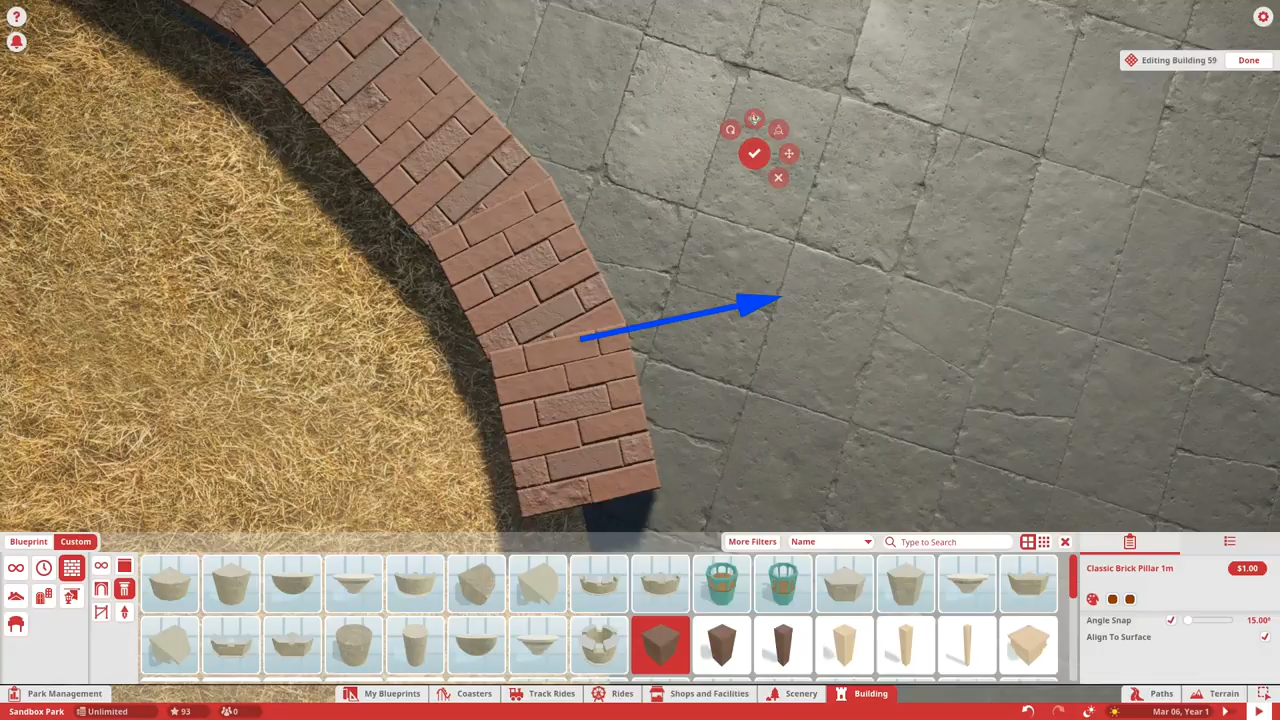 ?
Editing Building 59 Done
Blueprint Custom
More Filters Name Type to Search
Classic Brick Pillar 1m $1.00
Angle Snap 15.00°
Align To Surface
Park Management My Blueprints Coasters Track Rides Rides Shops and Facilities Scenery Building Paths Terrain
Sandbox Park Unlimited 93 0 Mar 06, Year 1